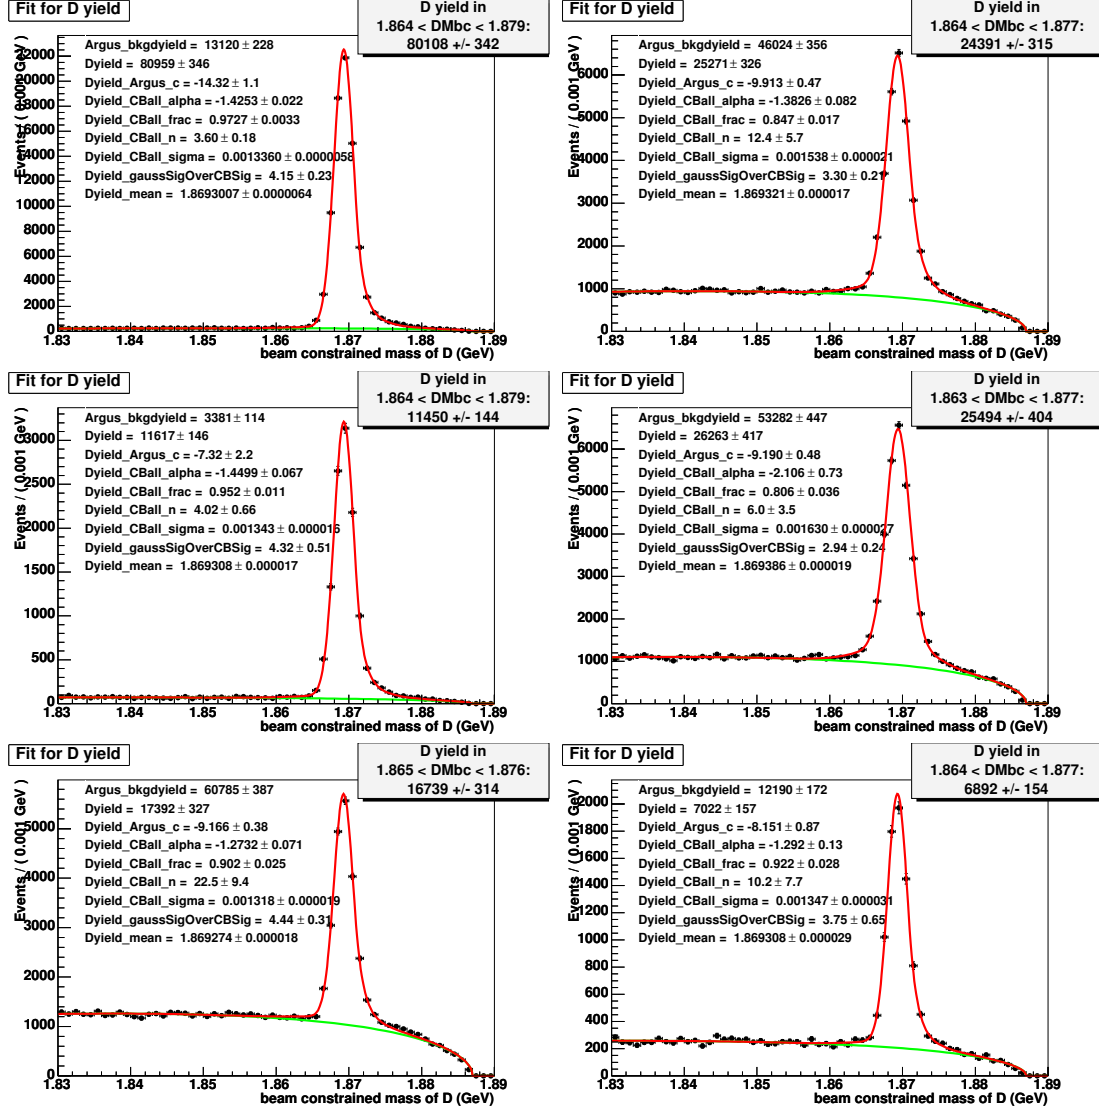 Fit for D yield
D yield in
1.864 < DMbc < 1.879:
80108 +/- 342
Argus_bkgdyield = 13120 ± 228
Dyield = 80959 ± 346
Dyield_Argus_c = -14.32 ± 1.1
Dyield_CBall_alpha = -1.4253 ± 0.022
Dyield_CBall_frac = 0.9727 ± 0.0033
Dyield_CBall_n = 3.60 ± 0.18
Dyield_CBall_sigma = 0.0013360 ± 0.0000058
Dyield_gaussSigOverCBSig = 4.15 ± 0.23
Dyield_mean = 1.8693007 ± 0.0000064
Events / ( 0.001 GeV )
22000
20000
18000
16000
14000
12000
10000
8000
6000
4000
2000
0
1.83 1.84 1.85 1.86 1.87 1.88 1.89
beam constrained mass of D (GeV)
Fit for D yield
D yield in
1.864 < DMbc < 1.877:
24391 +/- 315
Argus_bkgdyield = 46024 ± 356
Dyield = 25271 ± 326
Dyield_Argus_c = -9.913 ± 0.47
Dyield_CBall_alpha = -1.3826 ± 0.082
Dyield_CBall_frac = 0.847 ± 0.017
Dyield_CBall_n = 12.4 ± 5.7
Dyield_CBall_sigma = 0.001538 ± 0.000021
Dyield_gaussSigOverCBSig = 3.30 ± 0.21
Dyield_mean = 1.869321 ± 0.000017
Events / ( 0.001 GeV )
6000
5000
4000
3000
2000
1000
0
1.83 1.84 1.85 1.86 1.87 1.88 1.89
beam constrained mass of D (GeV)
Fit for D yield
D yield in
1.864 < DMbc < 1.879:
11450 +/- 144
Argus_bkgdyield = 3381 ± 114
Dyield = 11617 ± 146
Dyield_Argus_c = -7.32 ± 2.2
Dyield_CBall_alpha = -1.4499 ± 0.067
Dyield_CBall_frac = 0.952 ± 0.011
Dyield_CBall_n = 4.02 ± 0.66
Dyield_CBall_sigma = 0.001343 ± 0.000016
Dyield_gaussSigOverCBSig = 4.32 ± 0.51
Dyield_mean = 1.869308 ± 0.000017
Events / ( 0.001 GeV )
3000
2500
2000
1500
1000
500
0
1.83 1.84 1.85 1.86 1.87 1.88 1.89
beam constrained mass of D (GeV)
Fit for D yield
D yield in
1.863 < DMbc < 1.877:
25494 +/- 404
Argus_bkgdyield = 53282 ± 447
Dyield = 26263 ± 417
Dyield_Argus_c = -9.190 ± 0.48
Dyield_CBall_alpha = -2.106 ± 0.73
Dyield_CBall_frac = 0.806 ± 0.036
Dyield_CBall_n = 6.0 ± 3.5
Dyield_CBall_sigma = 0.001630 ± 0.000027
Dyield_gaussSigOverCBSig = 2.94 ± 0.24
Dyield_mean = 1.869386 ± 0.000019
Events / ( 0.001 GeV )
6000
5000
4000
3000
2000
1000
0
1.83 1.84 1.85 1.86 1.87 1.88 1.89
beam constrained mass of D (GeV)
Fit for D yield
D yield in
1.865 < DMbc < 1.876:
16739 +/- 314
Argus_bkgdyield = 60785 ± 387
Dyield = 17392 ± 327
Dyield_Argus_c = -9.166 ± 0.38
Dyield_CBall_alpha = -1.2732 ± 0.071
Dyield_CBall_frac = 0.902 ± 0.025
Dyield_CBall_n = 22.5 ± 9.4
Dyield_CBall_sigma = 0.001318 ± 0.000019
Dyield_gaussSigOverCBSig = 4.44 ± 0.31
Dyield_mean = 1.869274 ± 0.000018
Events / ( 0.001 GeV )
5000
4000
3000
2000
1000
0
1.83 1.84 1.85 1.86 1.87 1.88 1.89
beam constrained mass of D (GeV)
Fit for D yield
D yield in
1.864 < DMbc < 1.877:
6892 +/- 154
Argus_bkgdyield = 12190 ± 172
Dyield = 7022 ± 157
Dyield_Argus_c = -8.151 ± 0.87
Dyield_CBall_alpha = -1.292 ± 0.13
Dyield_CBall_frac = 0.922 ± 0.028
Dyield_CBall_n = 10.2 ± 7.7
Dyield_CBall_sigma = 0.001347 ± 0.000031
Dyield_gaussSigOverCBSig = 3.75 ± 0.65
Dyield_mean = 1.869308 ± 0.000029
Events / ( 0.001 GeV )
2000
1800
1600
1400
1200
1000
800
600
400
200
0
1.83 1.84 1.85 1.86 1.87 1.88 1.89
beam constrained mass of D (GeV)